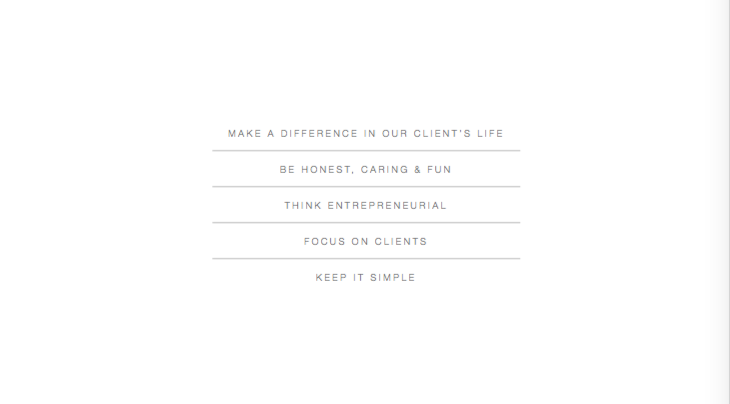 MAKE A DIFFERENCE IN OUR CLIENT'S LIFE
BE HONEST, CARING & FUN
THINK ENTREPRENEURIAL
FOCUS ON CLIENTS
KEEP IT SIMPLE